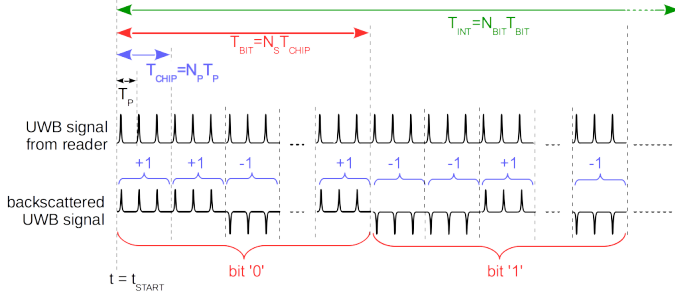 T_INT=N_BIT T_BIT
T_BIT=N_S T_CHIP
T_CHIP=N_P T_P
T_P
UWB signal
from reader
+1 +1 -1 +1 -1 -1 +1 -1
backscattered
UWB signal
bit '0' bit '1'
t = t_START